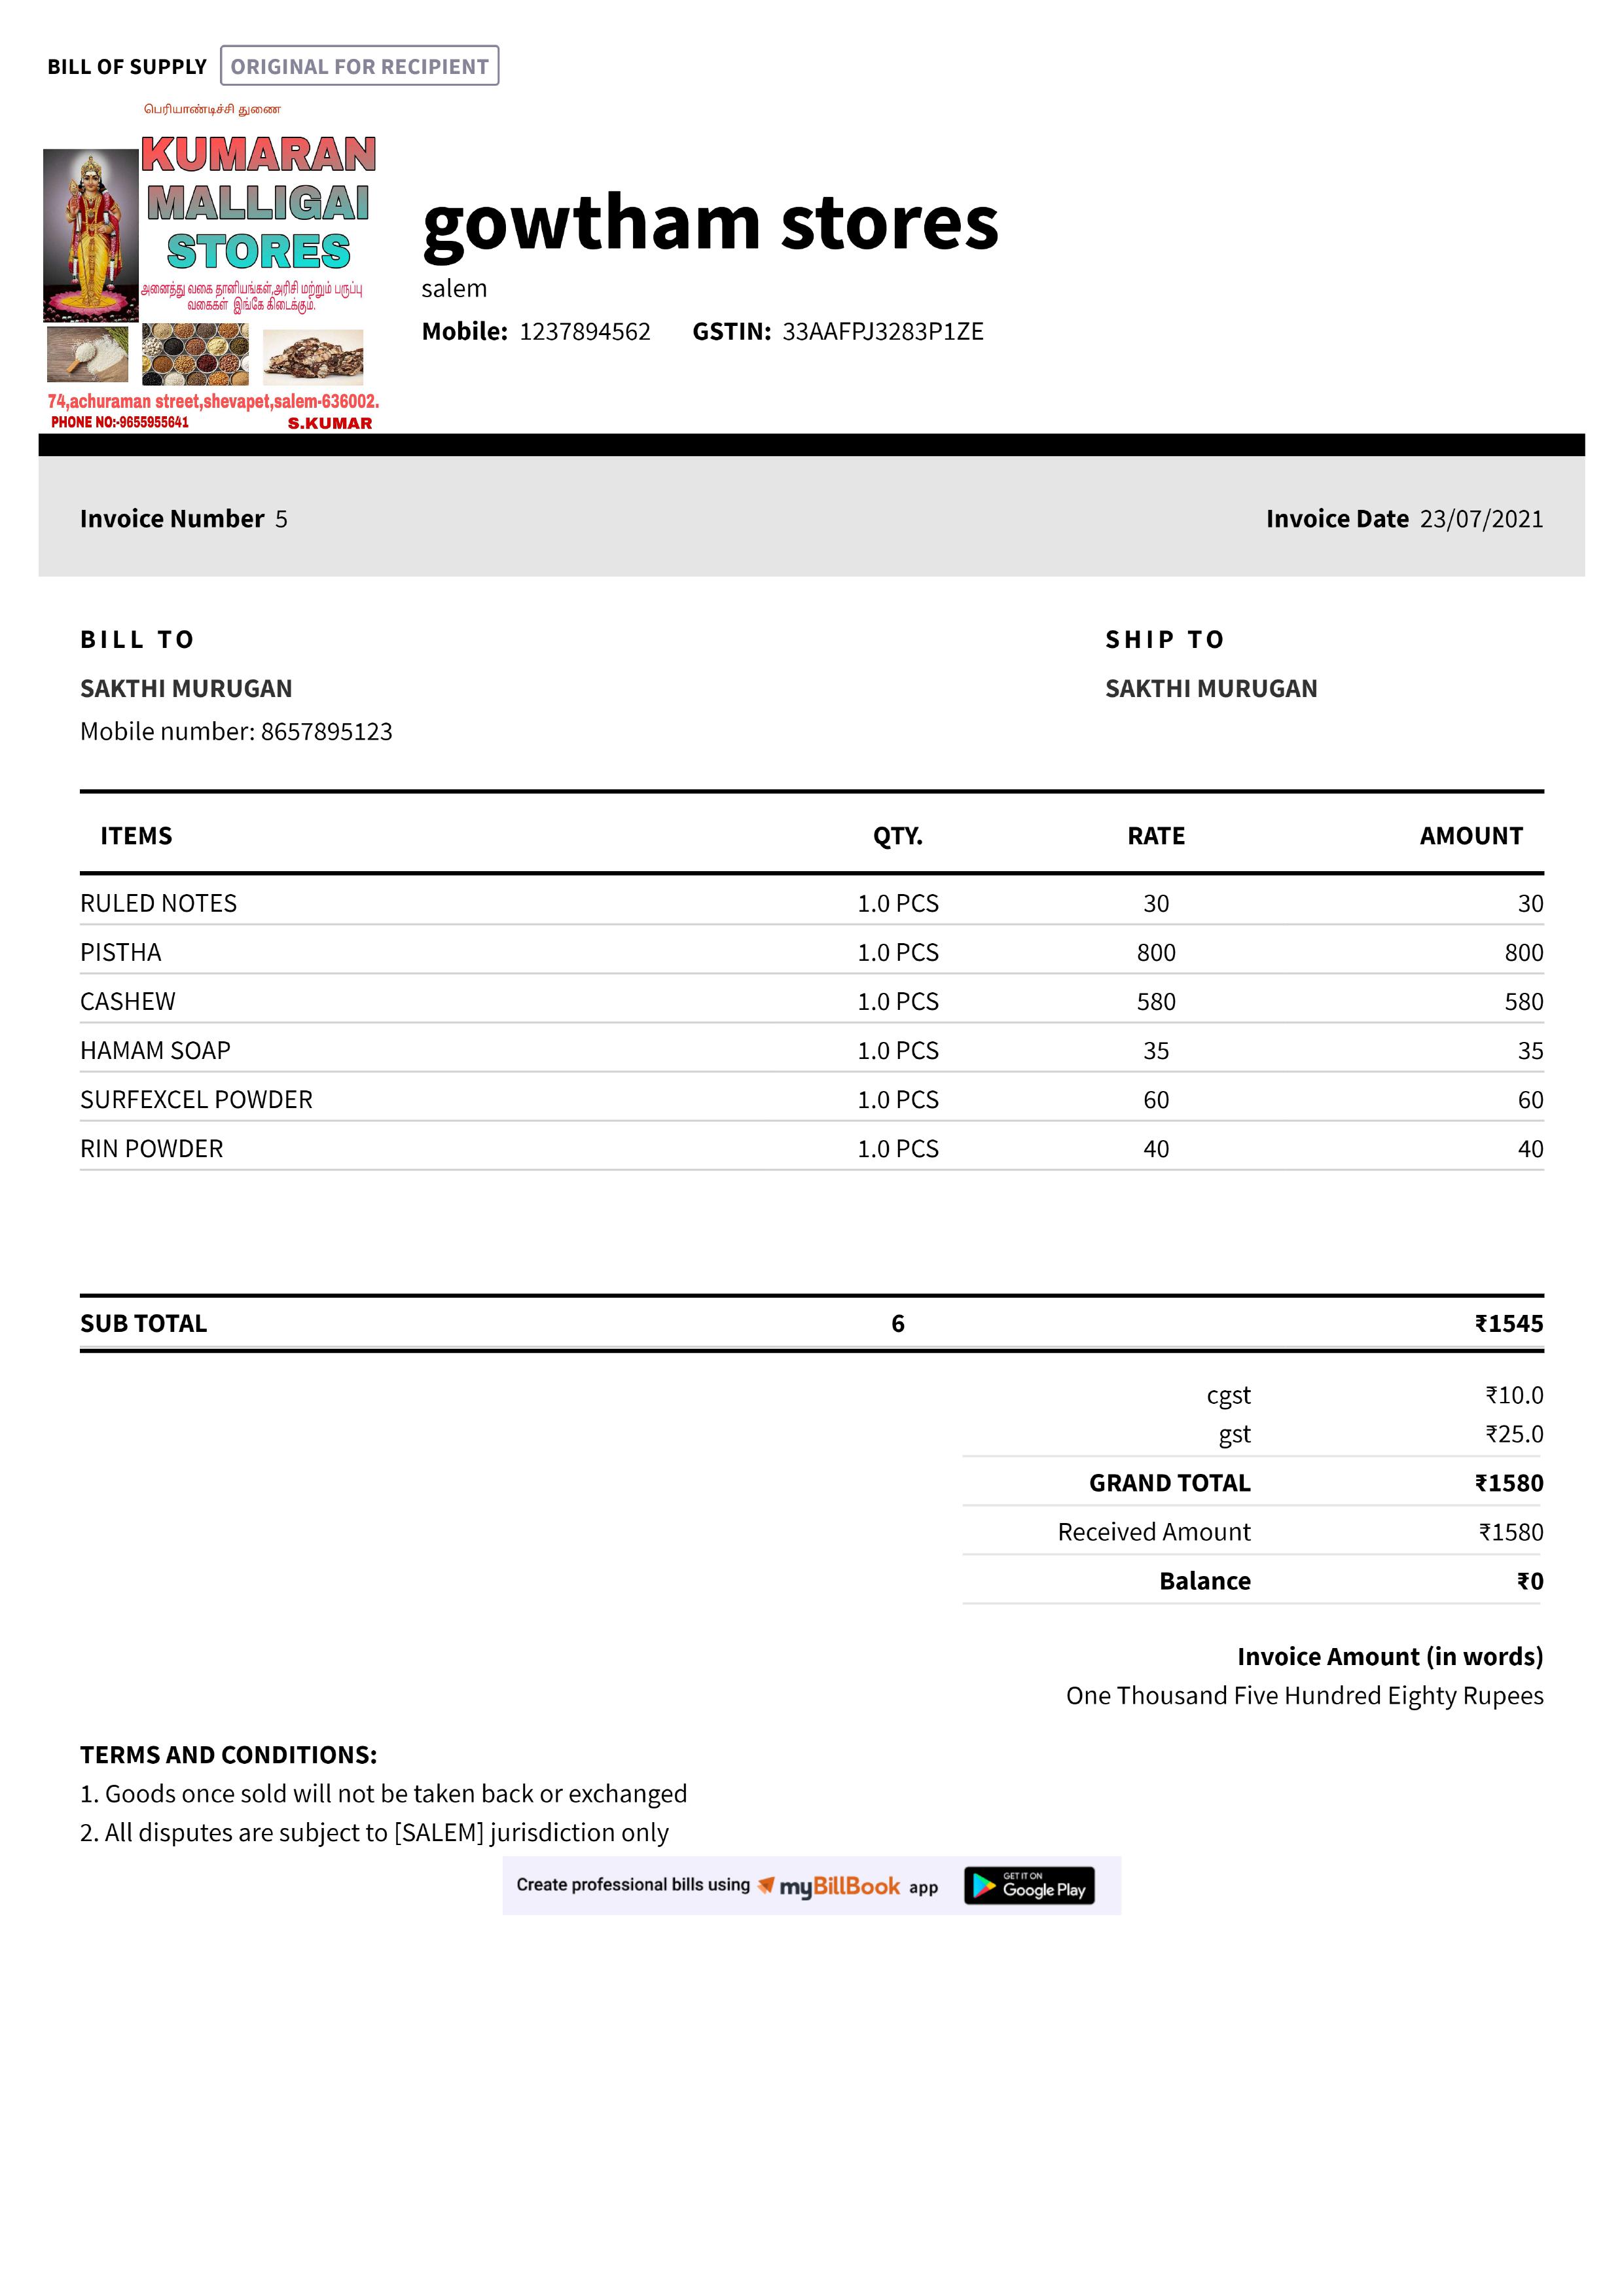 BILL OF SUPPLY ORIGINAL FOR RECIPIENT
பெரியாண்டிச்சி துணை
KUMARAN
MALLIGAI
STORES
அனைத்து வகை தானியங்கள்,அரிசி மற்றும் பருப்பு
வகைகள் இங்கே கிடைக்கும்.
74,achuraman street,shevapet,salem-636002.
PHONE NO:-9655955641 S.KUMAR
gowtham stores
salem
Mobile: 1237894562 GSTIN: 33AAFPJ3283P1ZE
Invoice Number 5 Invoice Date 23/07/2021
BILL TO SHIP TO
SAKTHI MURUGAN SAKTHI MURUGAN
Mobile number: 8657895123
ITEMS QTY. RATE AMOUNT
RULED NOTES 1.0 PCS 30 30
PISTHA 1.0 PCS 800 800
CASHEW 1.0 PCS 580 580
HAMAM SOAP 1.0 PCS 35 35
SURFEXCEL POWDER 1.0 PCS 60 60
RIN POWDER 1.0 PCS 40 40
SUB TOTAL 6 ₹1545
cgst ₹10.0
gst ₹25.0
GRAND TOTAL ₹1580
Received Amount ₹1580
Balance ₹0
Invoice Amount (in words)
One Thousand Five Hundred Eighty Rupees
TERMS AND CONDITIONS:
1. Goods once sold will not be taken back or exchanged
2. All disputes are subject to [SALEM] jurisdiction only
Create professional bills using myBillBook app GET IT ON Google Play